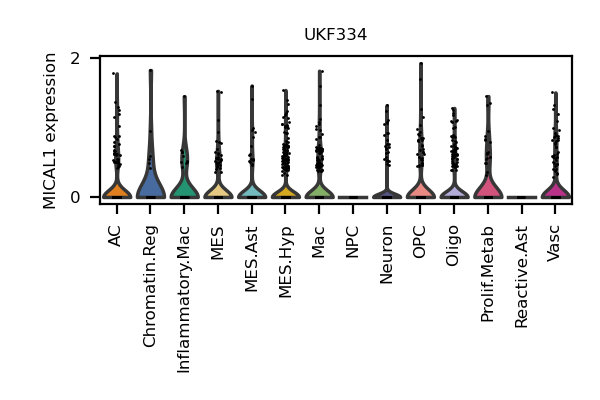 UKF334
MICAL1 expression
2
0
AC
Chromatin.Reg
Inflammatory.Mac
MES
MES.Ast
MES.Hyp
Mac
NPC
Neuron
OPC
Oligo
Prolif.Metab
Reactive.Ast
Vasc